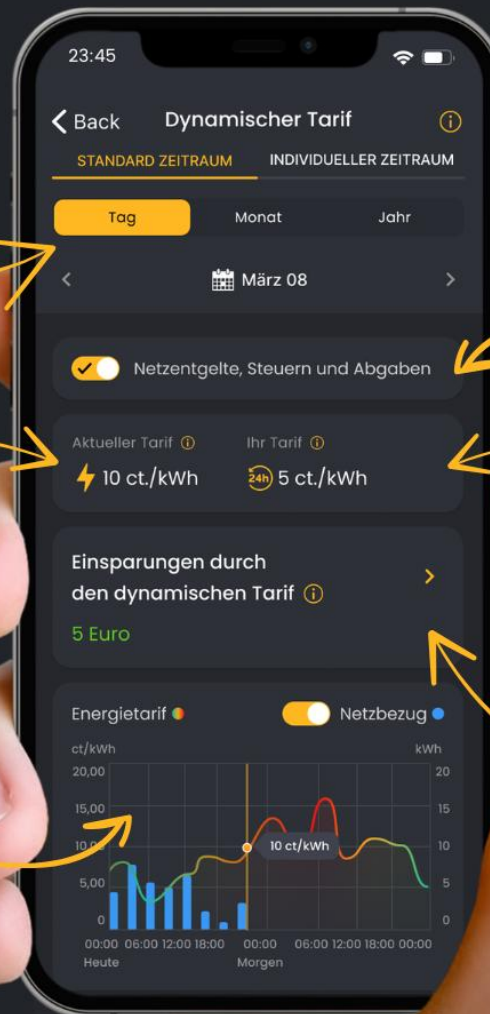 23:45
Back Dynamischer Tarif
STANDARD ZEITRAUM INDIVIDUELLER ZEITRAUM
Tag Monat Jahr
März 08
Netzentgelte, Steuern und Abgaben
Aktueller Tarif Ihr Tarif
10 ct./kWh 24h 5 ct./kWh
Einsparungen durch
den dynamischen Tarif
5 Euro
Energietarif Netzbezug
ct/kWh kWh
20,00 20
15,00 15
10,00 10 ct/kWh 10
5,00 5
0 0
00:00 06:00 12:00 18:00 00:00 06:00 12:00 18:00 00:00
Heute Morgen